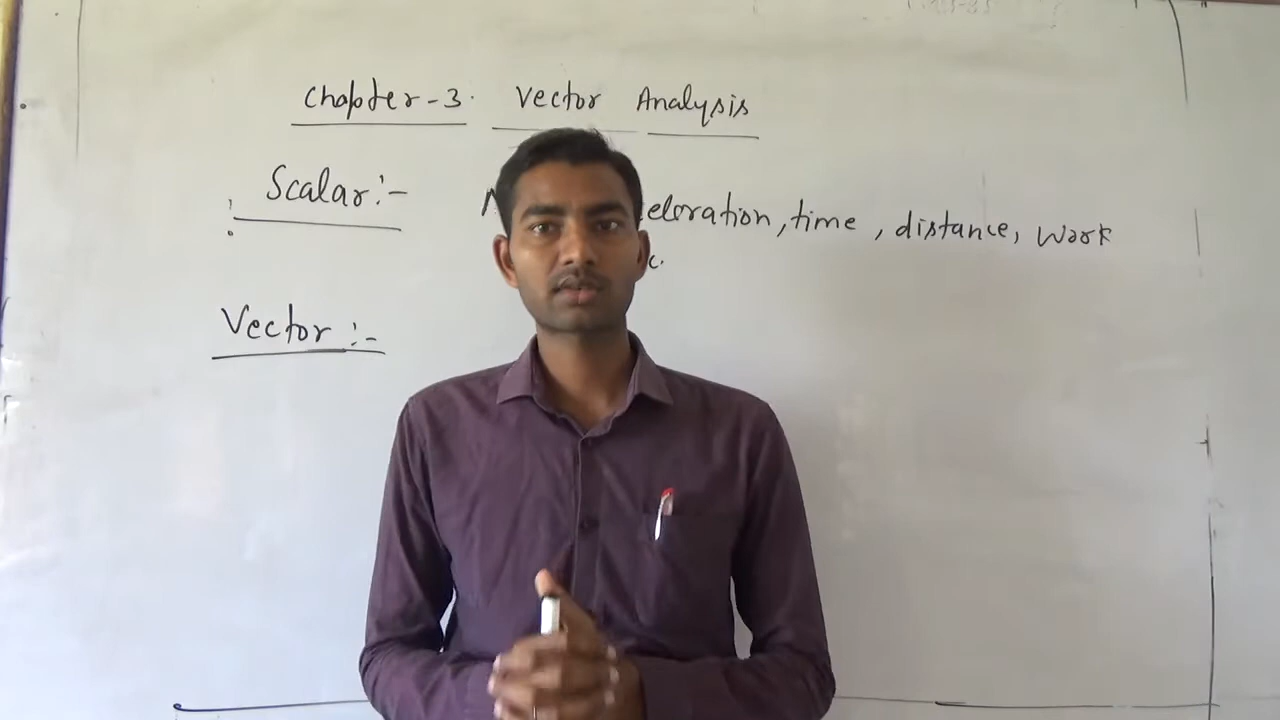 Chapter-3. Vector Analysis
Scalar:- eleration, time, distance, Work
c.
Vector :-